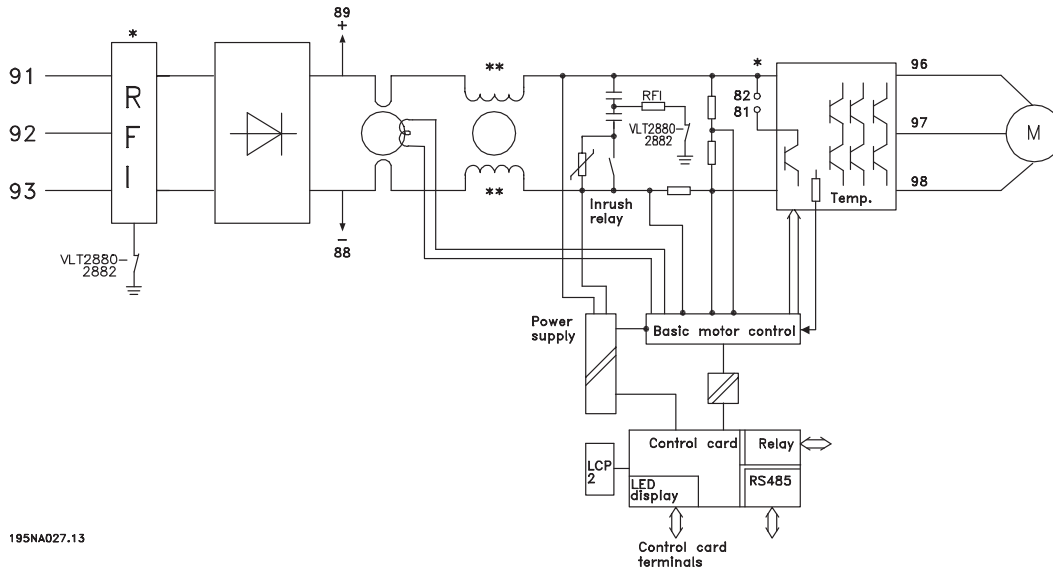 89
+
*
91
R
F
I
92
93
VLT2880-
2882
−
88
**
**
RFI
VLT2880-
2882
Inrush
relay
*
82
81
Temp.
96
97
98
M
Power
supply
Basic motor control
Control card
Relay
LCP
2
LED
display
RS485
Control card
terminals
195NA027.13